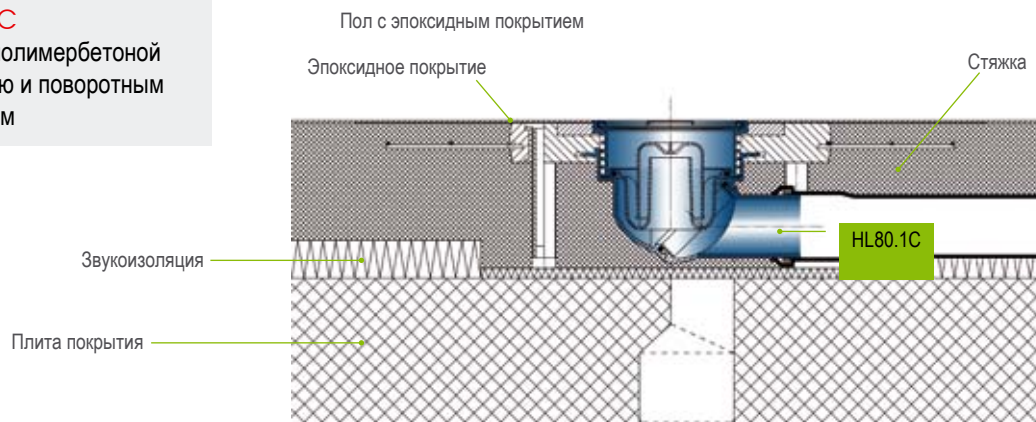 C
олимербетоной
ю и поворотным
м
Пол с эпоксидным покрытием
Эпоксидное покрытие
Стяжка
HL80.1C
Звукоизоляция
Плита покрытия